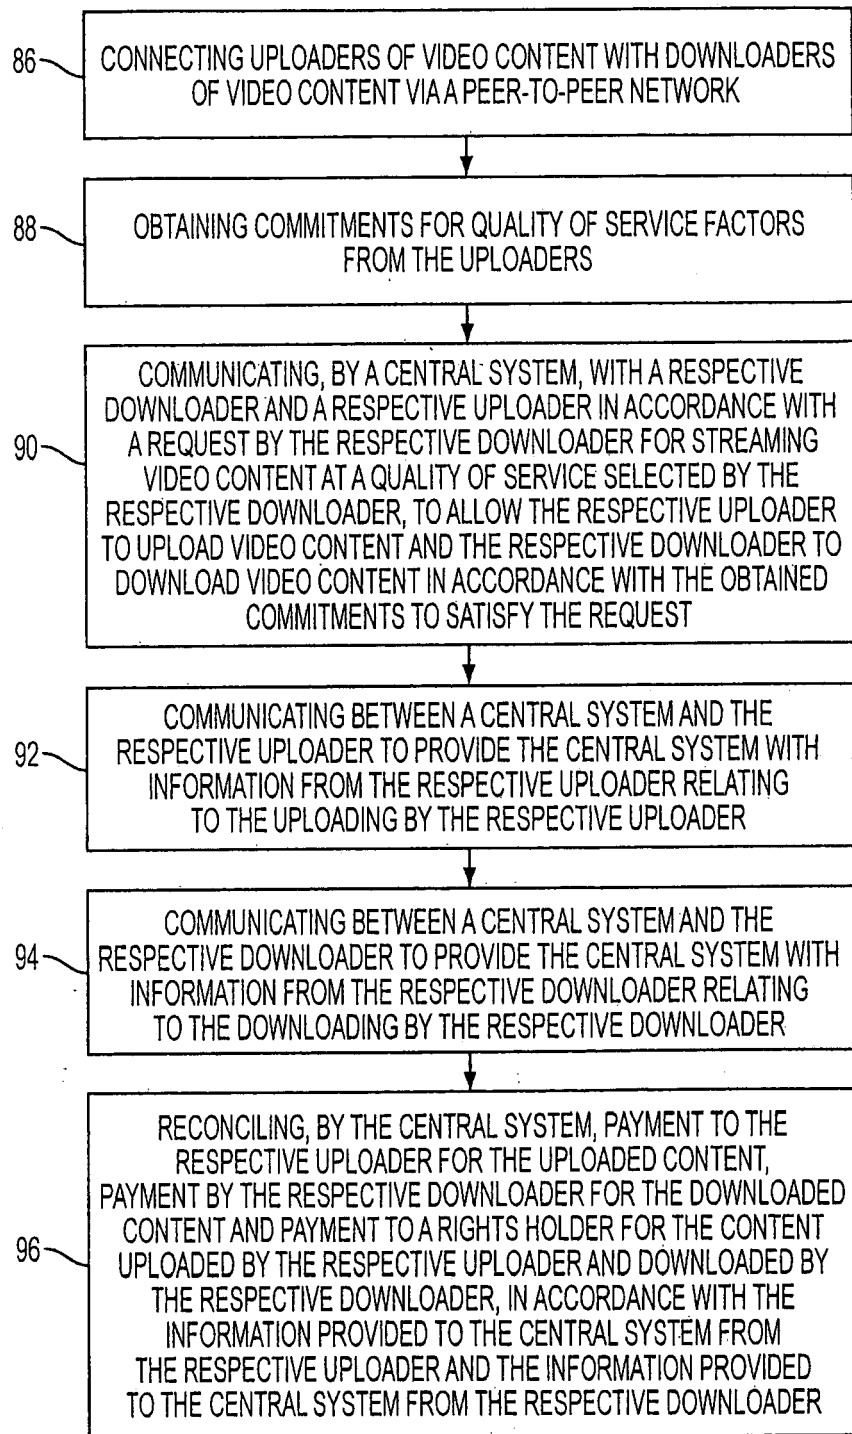 86
CONNECTING UPLOADERS OF VIDEO CONTENT WITH DOWNLOADERS
OF VIDEO CONTENT VIA A PEER-TO-PEER NETWORK
88
OBTAINING COMMITMENTS FOR QUALITY OF SERVICE FACTORS
FROM THE UPLOADERS
90
COMMUNICATING, BY A CENTRAL SYSTEM, WITH A RESPECTIVE
DOWNLOADER AND A RESPECTIVE UPLOADER IN ACCORDANCE WITH
A REQUEST BY THE RESPECTIVE DOWNLOADER FOR STREAMING
VIDEO CONTENT AT A QUALITY OF SERVICE SELECTED BY THE
RESPECTIVE DOWNLOADER, TO ALLOW THE RESPECTIVE UPLOADER
TO UPLOAD VIDEO CONTENT AND THE RESPECTIVE DOWNLOADER TO
DOWNLOAD VIDEO CONTENT IN ACCORDANCE WITH THE OBTAINED
COMMITMENTS TO SATISFY THE REQUEST
92
COMMUNICATING BETWEEN A CENTRAL SYSTEM AND THE
RESPECTIVE UPLOADER TO PROVIDE THE CENTRAL SYSTEM WITH
INFORMATION FROM THE RESPECTIVE UPLOADER RELATING
TO THE UPLOADING BY THE RESPECTIVE UPLOADER
94
COMMUNICATING BETWEEN A CENTRAL SYSTEM AND THE
RESPECTIVE DOWNLOADER TO PROVIDE THE CENTRAL SYSTEM WITH
INFORMATION FROM THE RESPECTIVE DOWNLOADER RELATING
TO THE DOWNLOADING BY THE RESPECTIVE DOWNLOADER
96
RECONCILING, BY THE CENTRAL SYSTEM, PAYMENT TO THE
RESPECTIVE UPLOADER FOR THE UPLOADED CONTENT,
PAYMENT BY THE RESPECTIVE DOWNLOADER FOR THE DOWNLOADED
CONTENT AND PAYMENT TO A RIGHTS HOLDER FOR THE CONTENT
UPLOADED BY THE RESPECTIVE UPLOADER AND DOWNLOADED BY
THE RESPECTIVE DOWNLOADER, IN ACCORDANCE WITH THE
INFORMATION PROVIDED TO THE CENTRAL SYSTEM FROM
THE RESPECTIVE UPLOADER AND THE INFORMATION PROVIDED
TO THE CENTRAL SYSTEM FROM THE RESPECTIVE DOWNLOADER